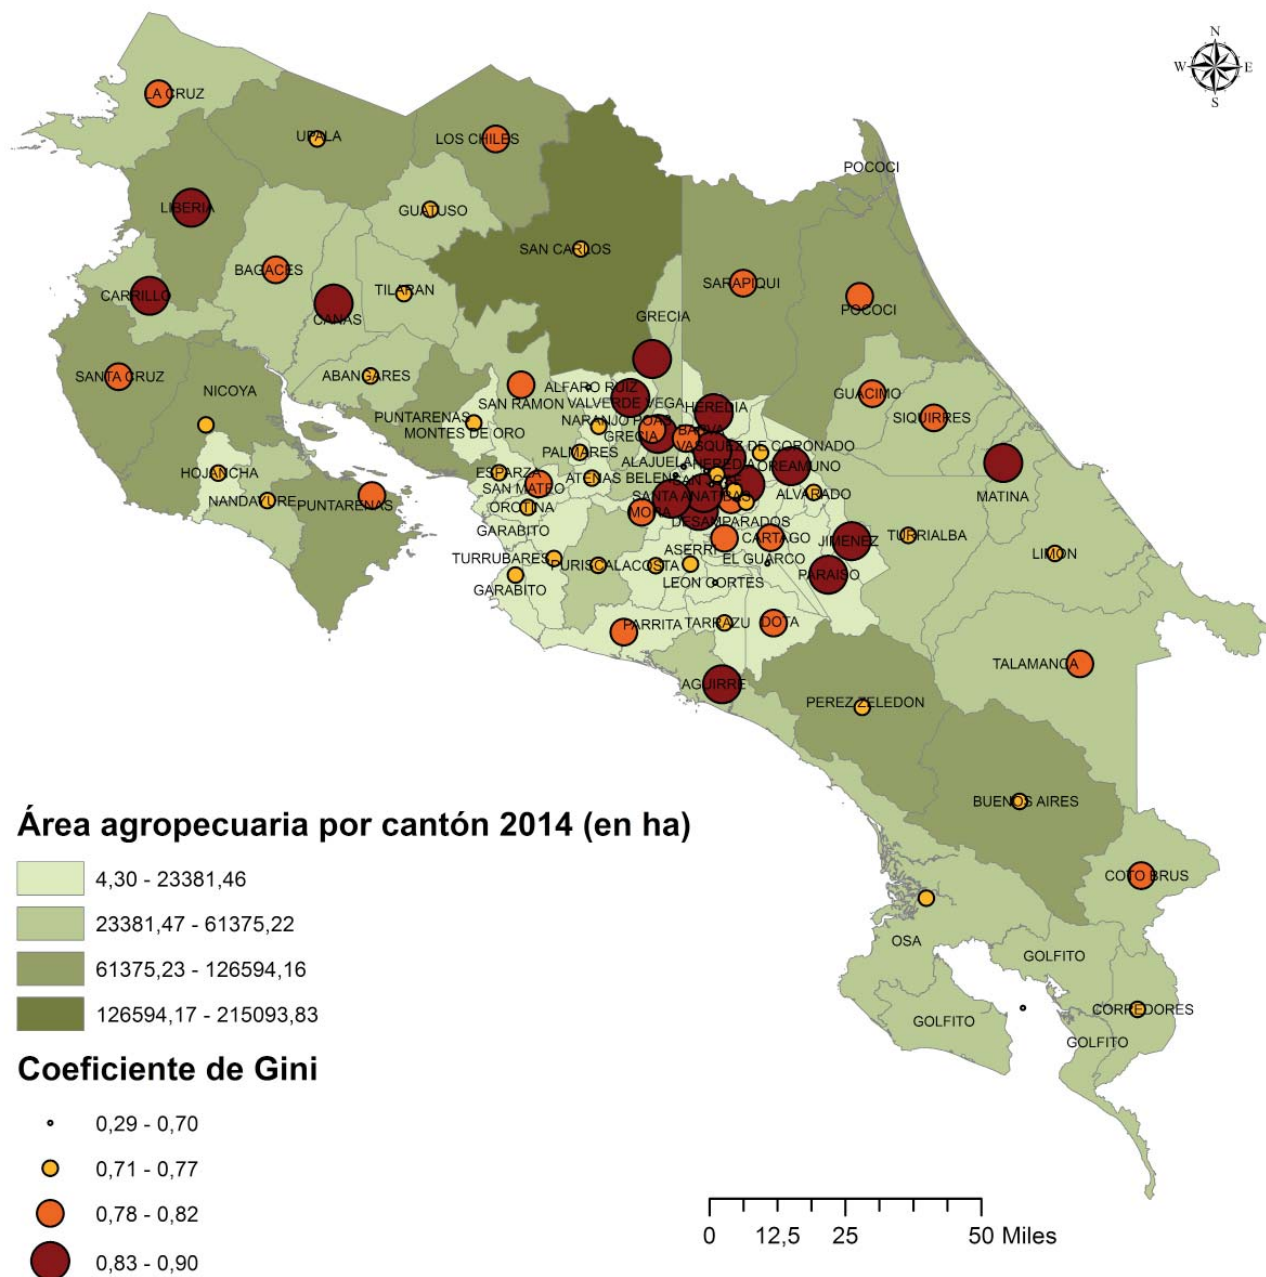 N
W E
S
LA CRUZ
UPALA
LOS CHILES
POCOCI
LIBERIA
GUATUSO
SAN CARLOS
BAGACES
TILARAN
SARAPIQUI
CARRILLO
POCOCI
CAÑAS
GRECIA
SANTA CRUZ
NICOYA
ABANGARES
ALFARO RUIZ
GUACIMO
SAN RAMON
VALVERDE VEGA
HEREDIA
SIQUIRRES
PUNTARENAS
NARANJO
POAS
MONTES DE ORO
GRECIA
BARVA
VASQUEZ DE CORONADO
PALMARES
HOJANCHA
ESPARZA
ALAJUELA
HEREDIA
OREAMUNO
ATENAS
BELEN
SAN MATEO
NANDAYURE
PUNTARENAS
SANTA ANA
TIBAS
ALVARADO
MATINA
OROTINA
MORA
DESAMPARADOS
GARABITO
CARTAGO
JIMENEZ
TURRIALBA
TURRUBARES
PURISCAL
ACOSTA
ASERRI
EL GUARCO
LIMON
GARABITO
LEON CORTES
PARAISO
PARRITA
TARRAZU
DOTA
TALAMANCA
AGUIRRE
PEREZ ZELEDON
BUENOS AIRES
COTO BRUS
OSA
GOLFITO
GOLFITO
CORREDORES
GOLFITO
Área agropecuaria por cantón 2014 (en ha)
4,30 - 23381,46
23381,47 - 61375,22
61375,23 - 126594,16
126594,17 - 215093,83
Coeficiente de Gini
0,29 - 0,70
0,71 - 0,77
0,78 - 0,82
0,83 - 0,90
0 12,5 25 50 Miles